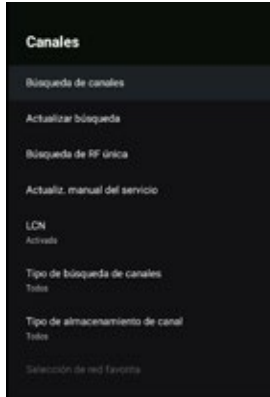 Canales
Búsqueda de canales
Actualizar búsqueda
Búsqueda de RF única
Actualiz. manual del servicio
LCN
Activado
Tipo de búsqueda de canales
Todos
Tipo de almacenamiento de canal
Todos
Selección de red favorita